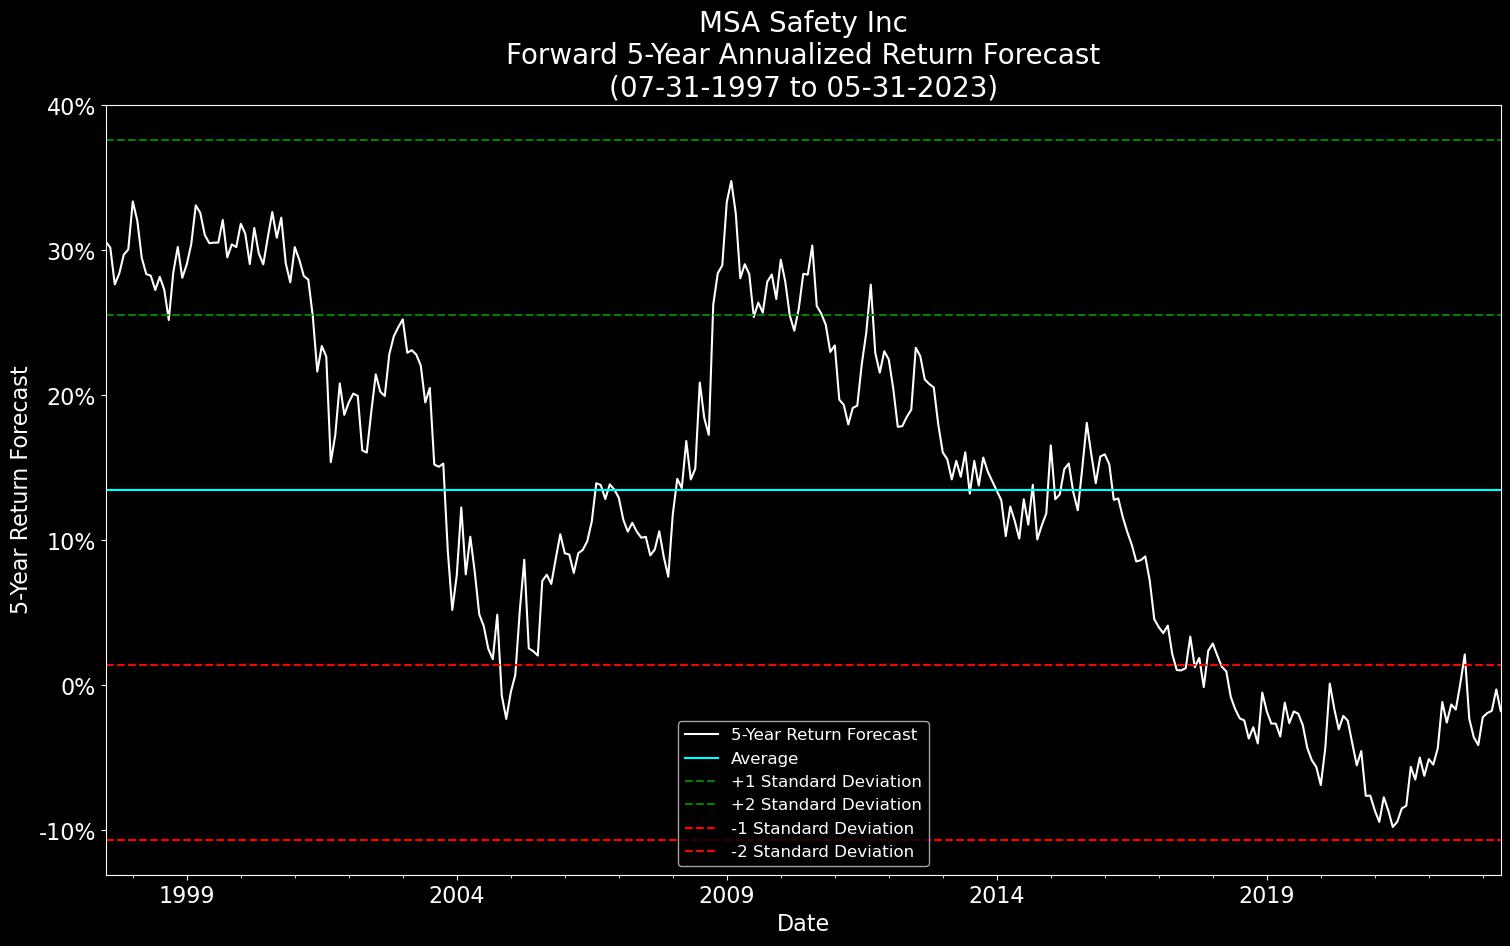 MSA Safety Inc
Forward 5-Year Annualized Return Forecast
(07-31-1997 to 05-31-2023)
40%
30%
20%
10%
0%
-10%
5-Year Return Forecast
5-Year Return Forecast
Average
+1 Standard Deviation
+2 Standard Deviation
-1 Standard Deviation
-2 Standard Deviation
1999 2004 2009 2014 2019
Date